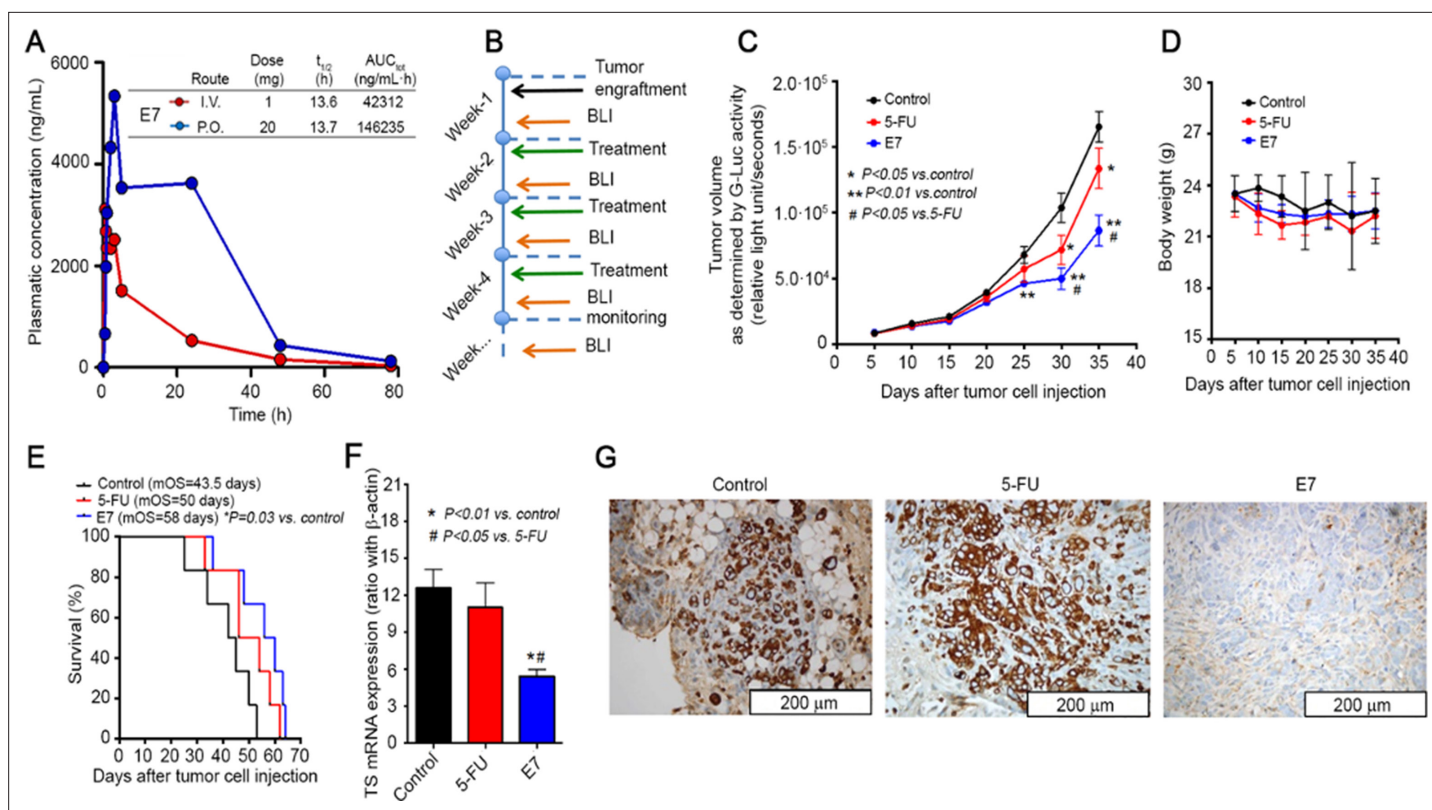 A
Plasmatic concentration (ng/mL)
6000
4000
2000
0
Route Dose (mg) t1/2 (h) AUCtot (ng/mL·h)
E7
I.V. 1 13.6 42312
P.O. 20 13.7 146235
0 20 40 60 80
Time (h)
B
Week-1
Week-2
Week-3
Week-4
Week...
Tumor
engraftment
BLI
Treatment
BLI
Treatment
BLI
Treatment
BLI
monitoring
BLI
C
Tumor volume
as determined by G-Luc activity
(relative light unit/seconds)
2.0·10⁵
1.5·10⁵
1.0·10⁵
5.0·10⁴
0
Control
5-FU
E7
* P<0.05 vs.control
** P<0.01 vs.control
# P<0.05 vs.5-FU
*
*
**
**
#
**
#
0 5 10 15 20 25 30 35 40
Days after tumor cell injection
D
Body weight (g)
27
24
21
18
15
Control
5-FU
E7
0 5 10 15 20 25 30 35 40
Days after tumor cell injection
E
Control (mOS=43.5 days)
5-FU (mOS=50 days)
E7 (mOS=58 days) *P=0.03 vs. control
Survival (%)
100
80
60
40
20
0
0 10 20 30 40 50 60 70
Days after tumor cell injection
F
TS mRNA expression (ratio with β-actin)
21
18
15
12
9
6
3
0
* P<0.01 vs. control
# P<0.05 vs. 5-FU
*#
Control
5-FU
E7
G
Control
5-FU
E7
200 µm
200 µm
200 µm